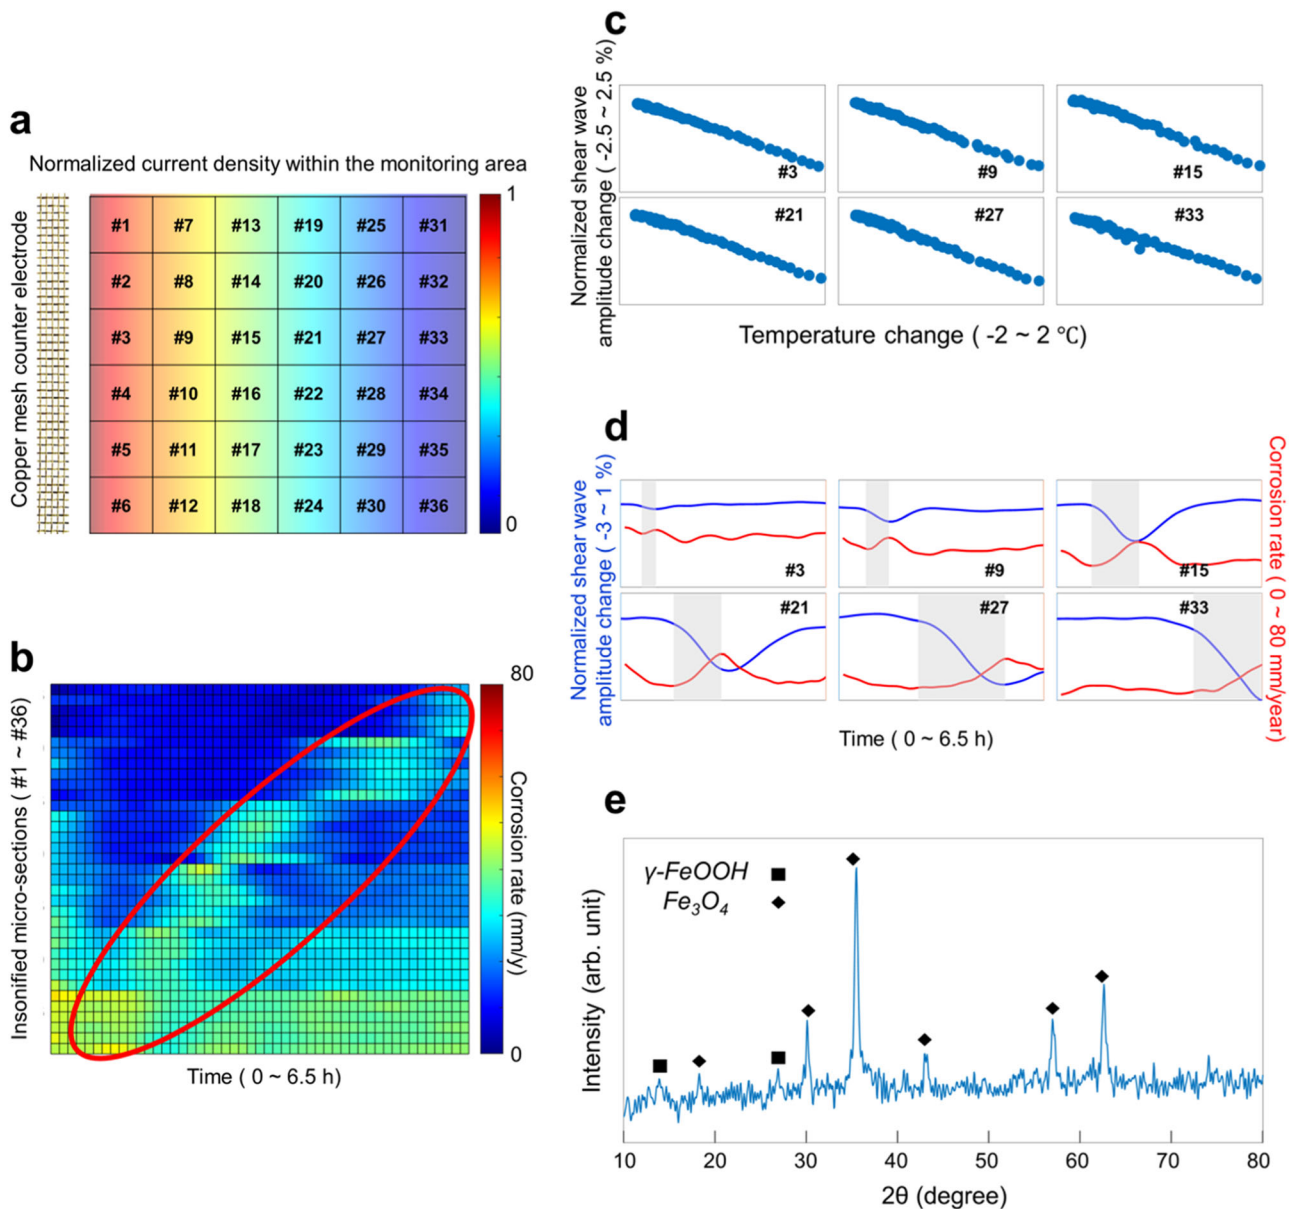 a
Normalized current density within the monitoring area
Copper mesh counter electrode
#1 #7 #13 #19 #25 #31
#2 #8 #14 #20 #26 #32
#3 #9 #15 #21 #27 #33
#4 #10 #16 #22 #28 #34
#5 #11 #17 #23 #29 #35
#6 #12 #18 #24 #30 #36
1
0
b
Insonified micro-sections ( #1 ~ #36)
Time ( 0 ~ 6.5 h)
80
0
Corrosion rate (mm/y)
c
Normalized shear wave
amplitude change ( -2.5 ~ 2.5 %)
#3 #9 #15
#21 #27 #33
Temperature change ( -2 ~ 2 ℃)
d
Normalized shear wave
amplitude change ( -3 ~ 1 %)
#3 #9 #15
#21 #27 #33
Corrosion rate ( 0 ~ 80 mm/year)
Time ( 0 ~ 6.5 h)
e
γ-FeOOH
Fe₃O₄
Intensity (arb. unit)
10 20 30 40 50 60 70 80
2θ (degree)